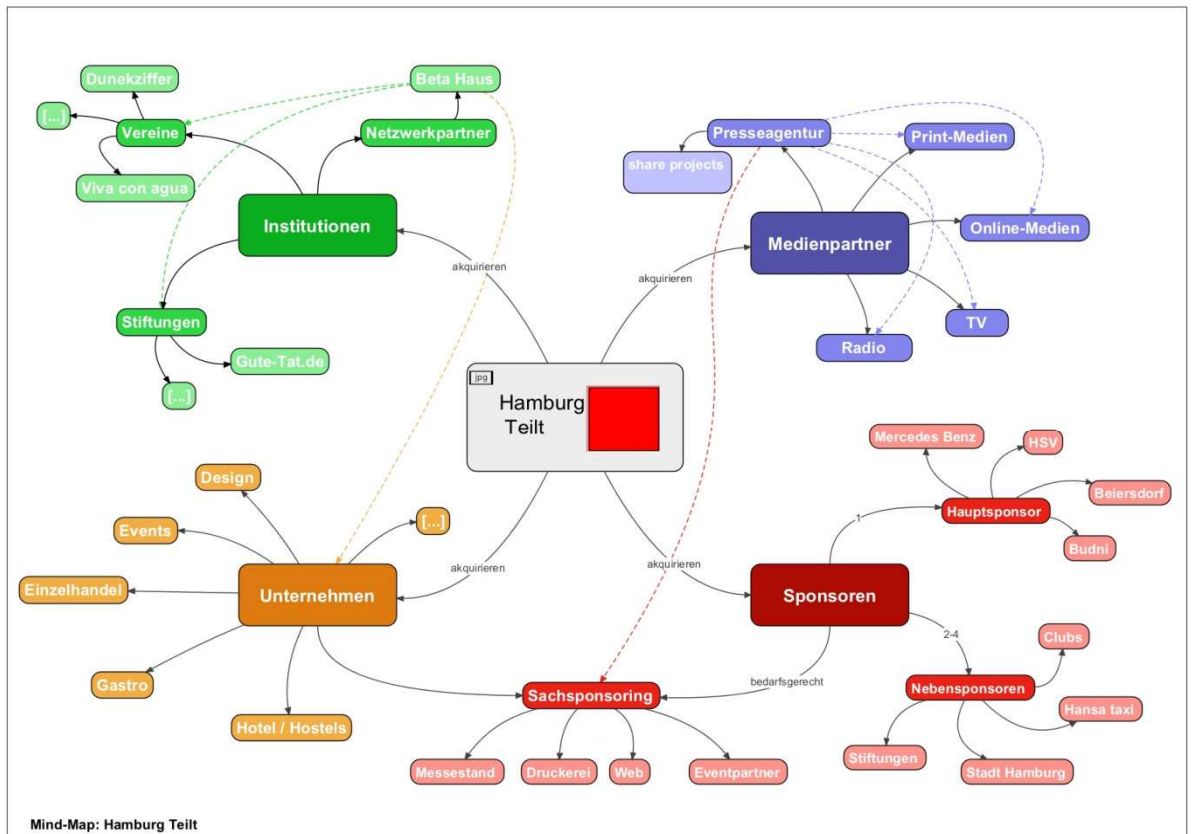 Dunekziffer
Beta Haus
[...]
Vereine
Netzwerkpartner
Viva con agua
Institutionen
Stiftungen
Gute-Tat.de
[...]
akquirieren
Presseagentur
Print-Medien
share projects
Medienpartner
Online-Medien
akquirieren
TV
Radio
jpg
Hamburg
Teilt
Design
[...]
Events
Einzelhandel
Unternehmen
akquirieren
Gastro
Hotel / Hostels
Mercedes Benz
HSV
Beiersdorf
Hauptsponsor
1
Budni
akquirieren
Sponsoren
2-4
Clubs
bedarfsgerecht
Nebensponsoren
Hansa taxi
Stiftungen
Stadt Hamburg
Sachsponsoring
Messestand
Druckerei
Web
Eventpartner
Mind-Map: Hamburg Teilt